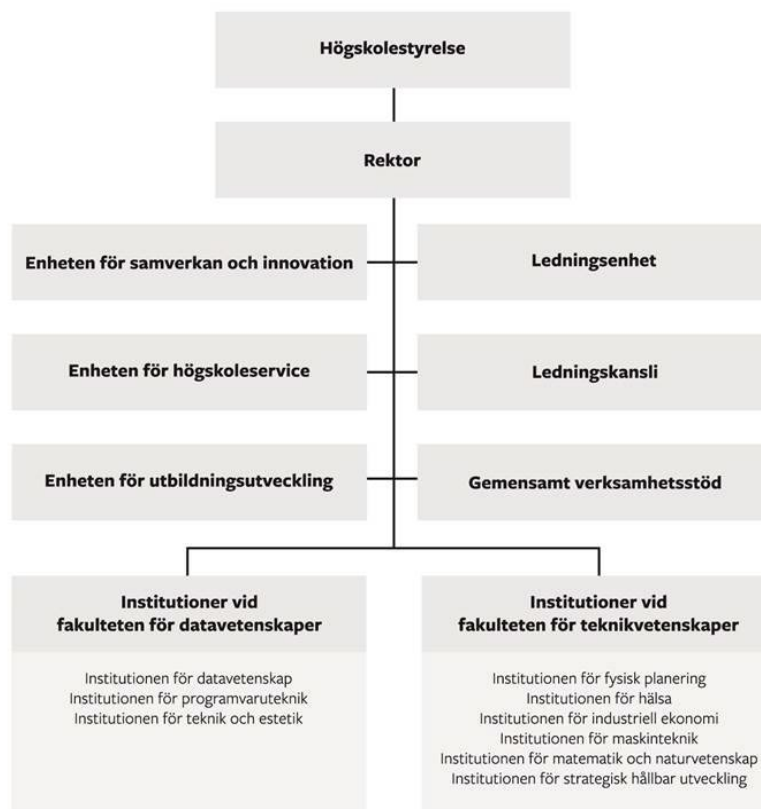 Högskolestyrelse
Rektor
Enheten för samverkan och innovation
Ledningsenhet
Enheten för högskoleservice
Ledningskansli
Enheten för utbildningsutveckling
Gemensamt verksamhetsstöd
Institutioner vid
fakulteten för datavetenskaper
Institutionen för datavetenskap
Institutionen för programvaruteknik
Institutionen för teknik och estetik
Institutioner vid
fakulteten för teknikvetenskaper
Institutionen för fysisk planering
Institutionen för hälsa
Institutionen för industriell ekonomi
Institutionen för maskinteknik
Institutionen för matematik och naturvetenskap
Institutionen för strategisk hållbar utveckling